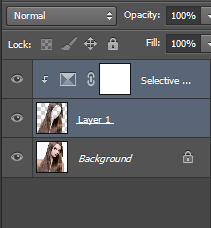 Normal Opacity: 100%
Lock: Fill: 100%
Selective ...
Layer 1
Background